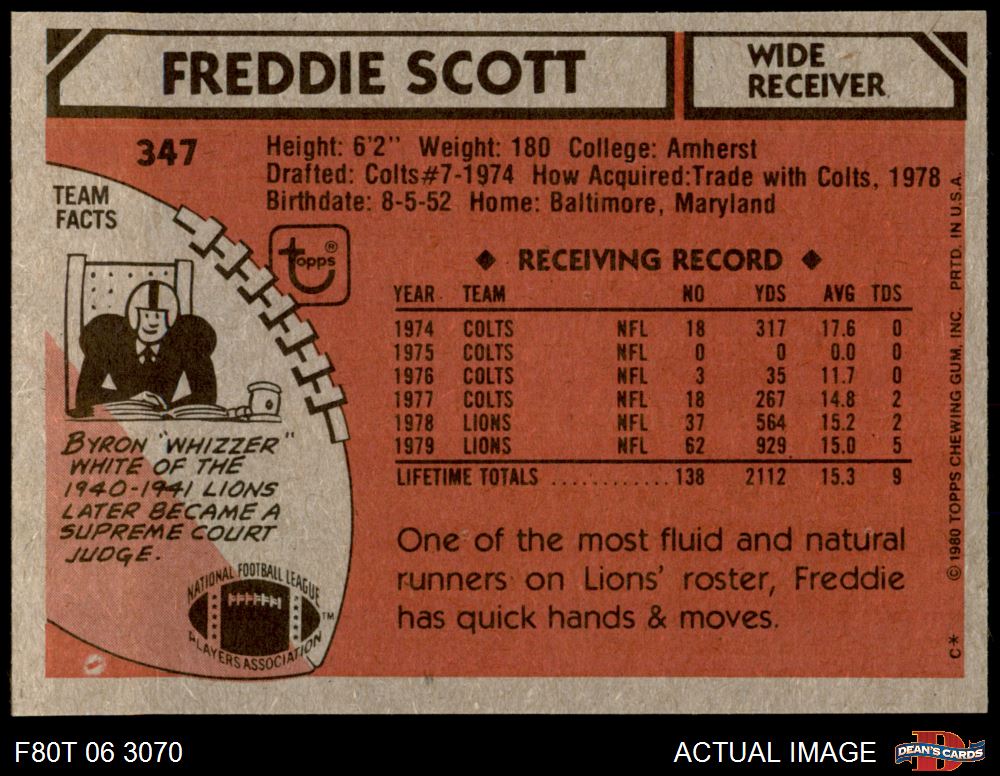 FREDDIE SCOTT
WIDE
RECEIVER
347
Height: 6'2" Weight: 180 College: Amherst
Drafted: Colts#7-1974 How Acquired:Trade with Colts, 1978
Birthdate: 8-5-52 Home: Baltimore, Maryland
TEAM
FACTS
topps®
BYRON "WHIZZER"
WHITE OF THE
1940-1941 LIONS
LATER BECAME A
SUPREME COURT
JUDGE.
NATIONAL FOOTBALL LEAGUE
PLAYERS ASSOCIATION
TM
◆ RECEIVING RECORD ◆
YEAR TEAM NO YDS AVG TDS
1974 COLTS NFL 18 317 17.6 0
1975 COLTS NFL 0 0 0.0 0
1976 COLTS NFL 3 35 11.7 0
1977 COLTS NFL 18 267 14.8 2
1978 LIONS NFL 37 564 15.2 2
1979 LIONS NFL 62 929 15.0 5
LIFETIME TOTALS ............ 138 2112 15.3 9
One of the most fluid and natural
runners on Lions' roster, Freddie
has quick hands & moves.
C* © 1980 TOPPS CHEWING GUM, INC. PRTD. IN U.S.A.
F80T 06 3070
ACTUAL IMAGE
D
DEAN'S CARDS